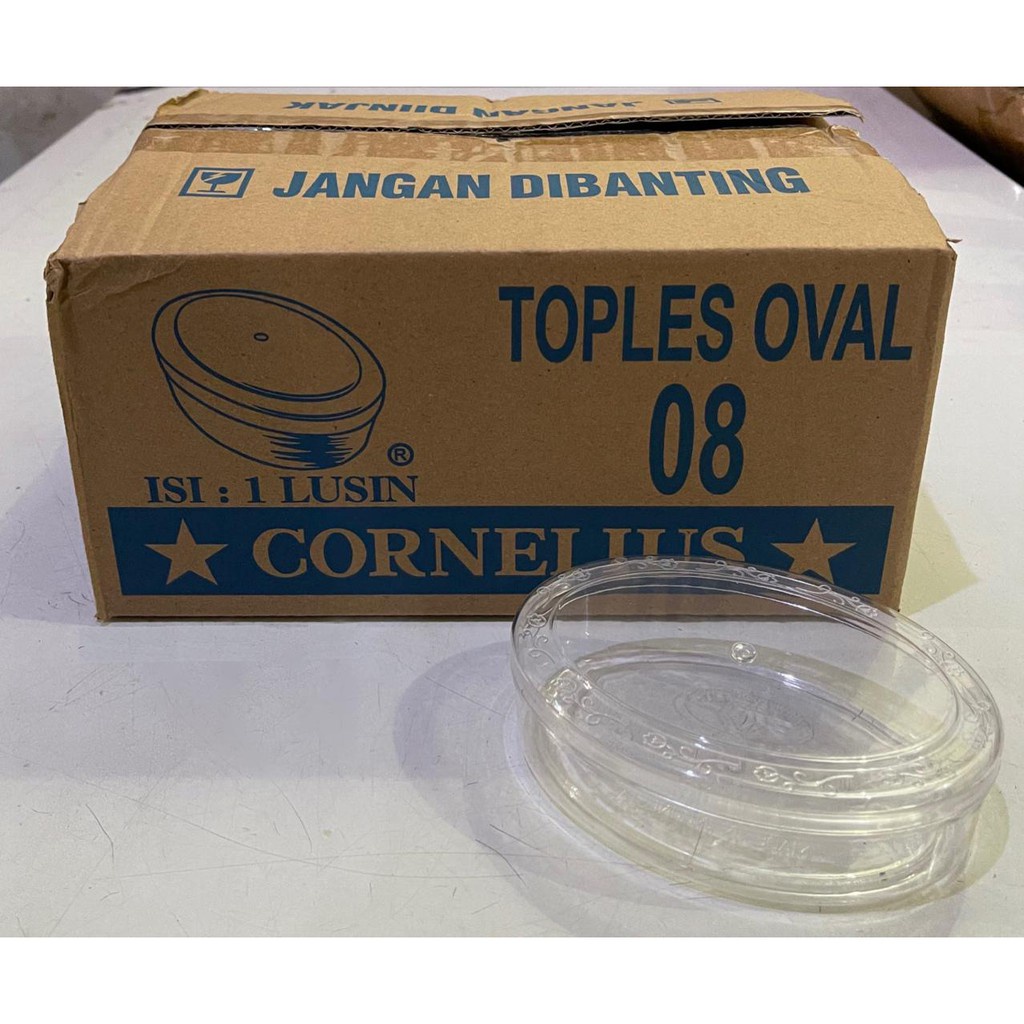 JANGAN DIINJAK
JANGAN DIBANTING
TOPLES OVAL
08
®
ISI : 1 LUSIN
CORNELIUS